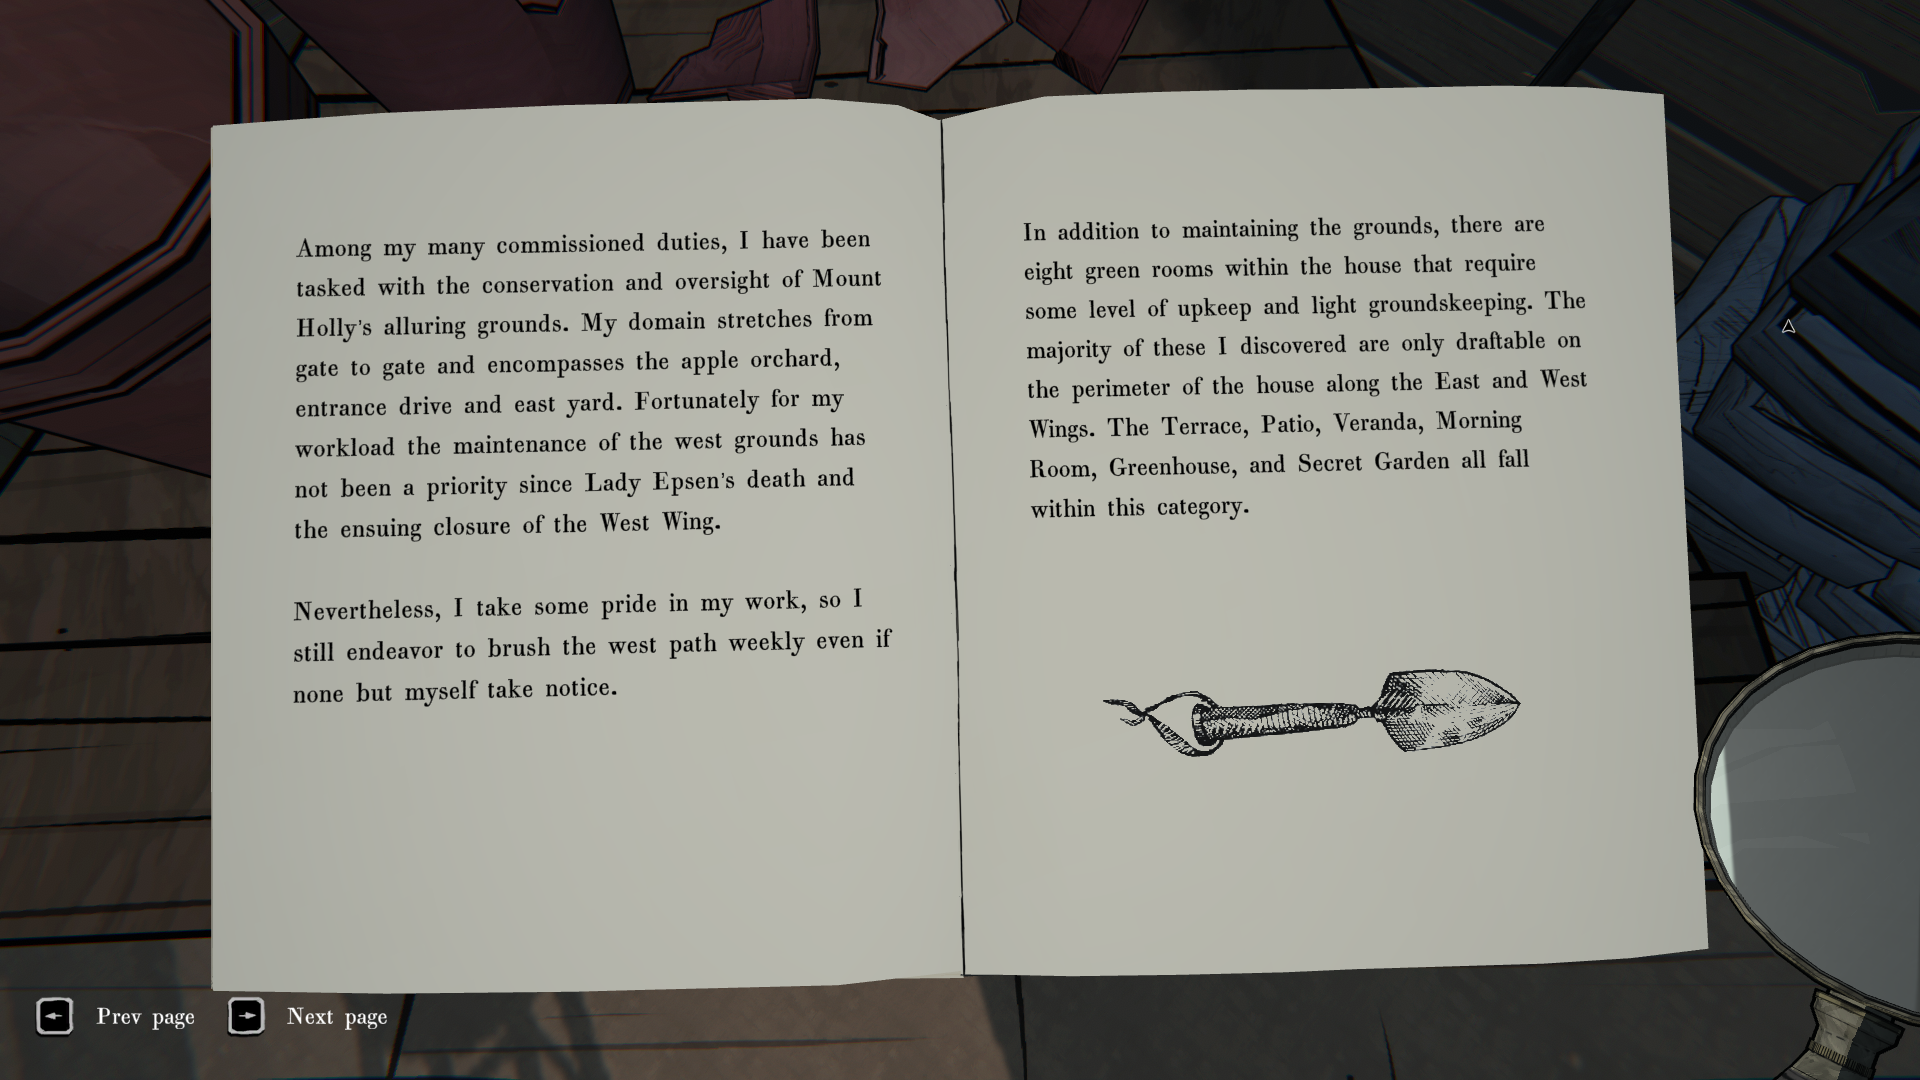 Among my many commissioned duties, I have been
tasked with the conservation and oversight of Mount
Holly's alluring grounds. My domain stretches from
gate to gate and encompasses the apple orchard,
entrance drive and east yard. Fortunately for my
workload the maintenance of the west grounds has
not been a priority since Lady Epsen's death and
the ensuing closure of the West Wing.
Nevertheless, I take some pride in my work, so I
still endeavor to brush the west path weekly even if
none but myself take notice.
In addition to maintaining the grounds, there are
eight green rooms within the house that require
some level of upkeep and light groundskeeping. The
majority of these I discovered are only draftable on
the perimeter of the house along the East and West
Wings. The Terrace, Patio, Veranda, Morning
Room, Greenhouse, and Secret Garden all fall
within this category.
Prev page
Next page